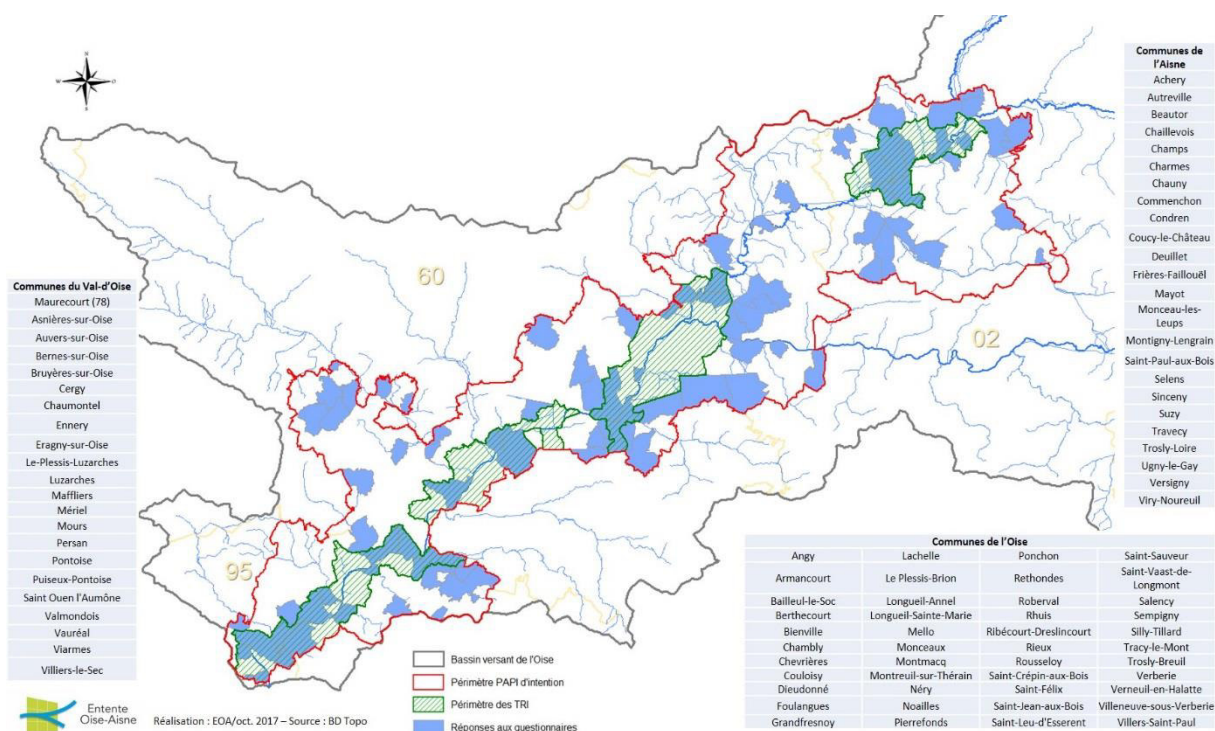 N
O
S
60
02
95
Communes du Val-d'Oise
Maurecourt (78)
Asnières-sur-Oise
Auvers-sur-Oise
Bernes-sur-Oise
Bruyères-sur-Oise
Cergy
Chaumontel
Ennery
Eragny-sur-Oise
Le-Plessis-Luzarches
Luzarches
Maffliers
Mériel
Mours
Persan
Pontoise
Puiseux-Pontoise
Saint Ouen l'Aumône
Valmondois
Vauréal
Viarmes
Villiers-le-Sec
Communes de
l'Aisne
Achery
Autreville
Beautor
Chaillevois
Champs
Charmes
Chauny
Commenchon
Condren
Coucy-le-Château
Deuillet
Frières-Faillouël
Mayot
Monceau-les-
Leups
Montigny-Lengrain
Saint-Paul-aux-Bois
Selens
Sinceny
Suzy
Travecy
Trosly-Loire
Ugny-le-Gay
Versigny
Viry-Noureuil
Communes de l'Oise
Angy Lachelle Ponchon Saint-Sauveur
Armancourt Le Plessis-Brion Rethondes Saint-Vaast-de-
Longmont
Bailleul-le-Soc Longueil-Annel Roberval Salency
Berthecourt Longueil-Sainte-Marie Rhuis Sempigny
Bienville Mello Ribécourt-Dreslincourt Silly-Tillard
Chambly Monceaux Rieux Tracy-le-Mont
Chevrières Montmacq Rousseloy Trosly-Breuil
Couloisy Montreuil-sur-Thérain Saint-Crépin-aux-Bois Verberie
Dieudonné Néry Saint-Félix Verneuil-en-Halatte
Foulangues Noailles Saint-Jean-aux-Bois Villeneuve-sous-Verberie
Grandfresnoy Pierrefonds Saint-Leu-d'Esserent Villers-Saint-Paul
Bassin versant de l'Oise
Périmètre PAPI d'intention
Périmètre des TRI
Réponses aux questionnaires
Entente
Oise-Aisne
Réalisation : EOA/oct. 2017 – Source : BD Topo